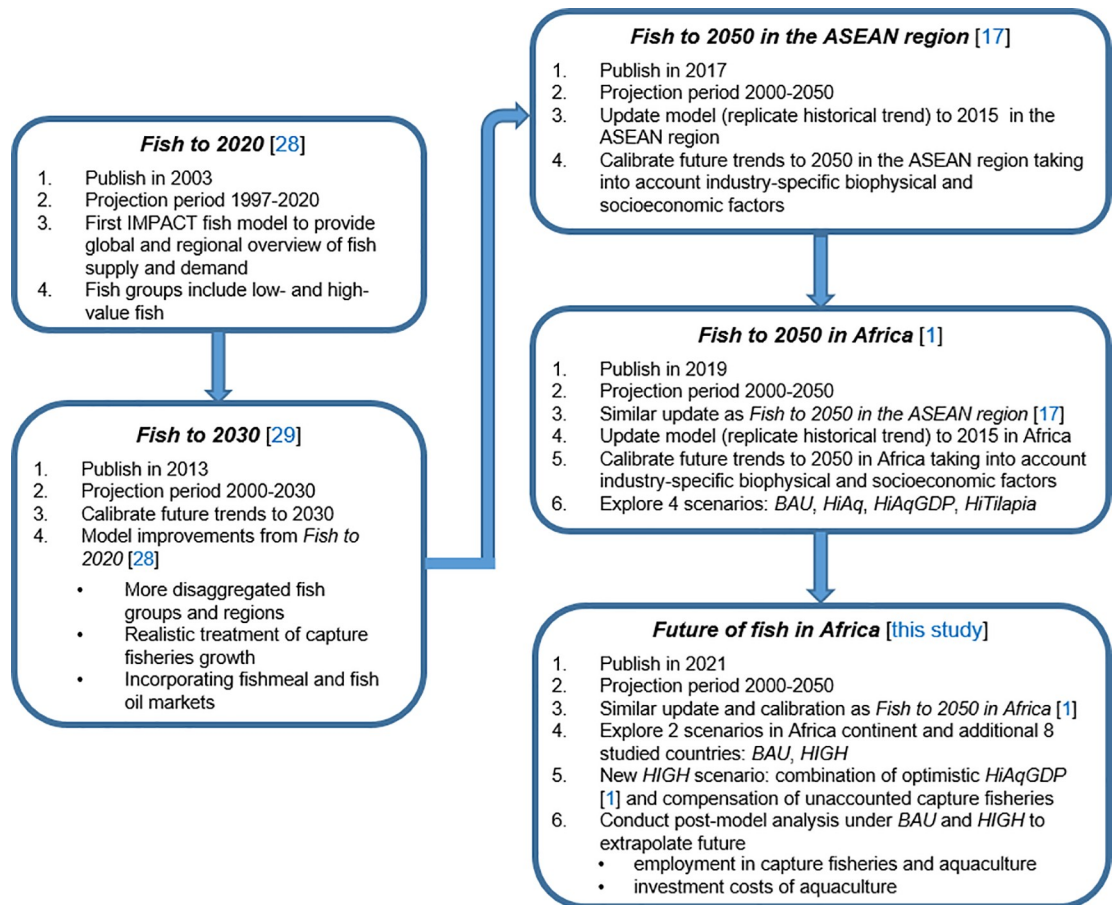 Fish to 2020 [28]
1. Publish in 2003
2. Projection period 1997-2020
3. First IMPACT fish model to provide
global and regional overview of fish
supply and demand
4. Fish groups include low- and high-
value fish
Fish to 2030 [29]
1. Publish in 2013
2. Projection period 2000-2030
3. Calibrate future trends to 2030
4. Model improvements from Fish to
2020 [28]
• More disaggregated fish
groups and regions
• Realistic treatment of capture
fisheries growth
• Incorporating fishmeal and fish
oil markets
Fish to 2050 in the ASEAN region [17]
1. Publish in 2017
2. Projection period 2000-2050
3. Update model (replicate historical trend) to 2015 in the
ASEAN region
4. Calibrate future trends to 2050 in the ASEAN region taking
into account industry-specific biophysical and
socioeconomic factors
Fish to 2050 in Africa [1]
1. Publish in 2019
2. Projection period 2000-2050
3. Similar update as Fish to 2050 in the ASEAN region [17]
4. Update model (replicate historical trend) to 2015 in Africa
5. Calibrate future trends to 2050 in Africa taking into account
industry-specific biophysical and socioeconomic factors
6. Explore 4 scenarios: BAU, HiAq, HiAqGDP, HiTilapia
Future of fish in Africa [this study]
1. Publish in 2021
2. Projection period 2000-2050
3. Similar update and calibration as Fish to 2050 in Africa [1]
4. Explore 2 scenarios in Africa continent and additional 8
studied countries: BAU, HIGH
5. New HIGH scenario: combination of optimistic HiAqGDP
[1] and compensation of unaccounted capture fisheries
6. Conduct post-model analysis under BAU and HIGH to
extrapolate future
• employment in capture fisheries and aquaculture
• investment costs of aquaculture